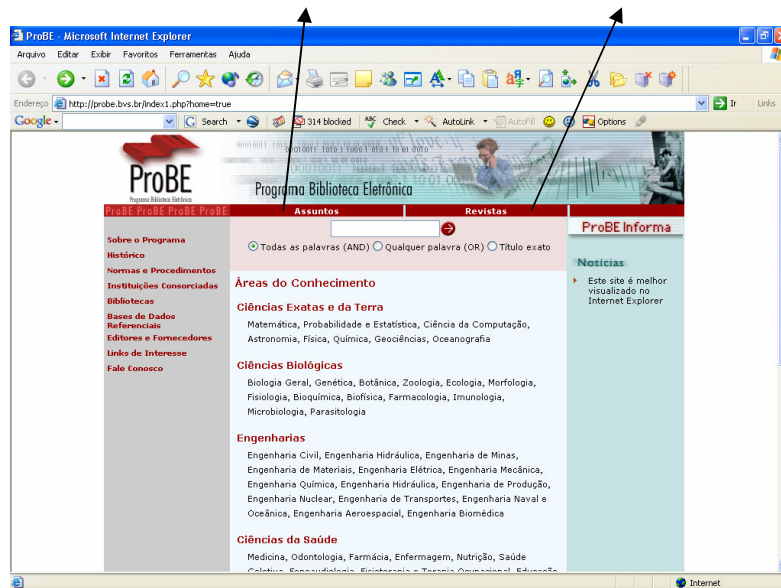 ProBE - Microsoft Internet Explorer
Arquivo Editar Exibir Favoritos Ferramentas Ajuda
Endereço http://probe.bvs.br/index1.php?home=true Ir Links
Google Search 314 blocked Check AutoLink AutoFill Options
ProBE
Programa Biblioteca Eletrônica
Programa Biblioteca Eletrônica
ProBE ProBE ProBE ProBE
Assuntos Revistas
Todas as palavras (AND) Qualquer palavra (OR) Título exato
Sobre o Programa
Histórico
Normas e Procedimentos
Instituições Consorciadas
Bibliotecas
Bases de Dados
Referenciais
Editores e Fornecedores
Links de Interesse
Fale Conosco
Áreas do Conhecimento
Ciências Exatas e da Terra
Matemática, Probabilidade e Estatística, Ciência da Computação,
Astronomia, Física, Química, Geociências, Oceanografia
Ciências Biológicas
Biologia Geral, Genética, Botânica, Zoologia, Ecologia, Morfologia,
Fisiologia, Bioquímica, Biofísica, Farmacologia, Imunologia,
Microbiologia, Parasitologia
Engenharias
Engenharia Civil, Engenharia Hidráulica, Engenharia de Minas,
Engenharia de Materiais, Engenharia Elétrica, Engenharia Mecânica,
Engenharia Química, Engenharia Hidráulica, Engenharia de Produção,
Engenharia Nuclear, Engenharia de Transportes, Engenharia Naval e
Oceânica, Engenharia Aeroespacial, Engenharia Biomédica
Ciências da Saúde
Medicina, Odontologia, Farmácia, Enfermagem, Nutrição, Saúde
Coletiva, Fonoaudiologia, Fisioterapia e Terapia Ocupacional, Educação
ProBE Informa
Notícias
Este site é melhor
visualizado no
Internet Explorer
Internet